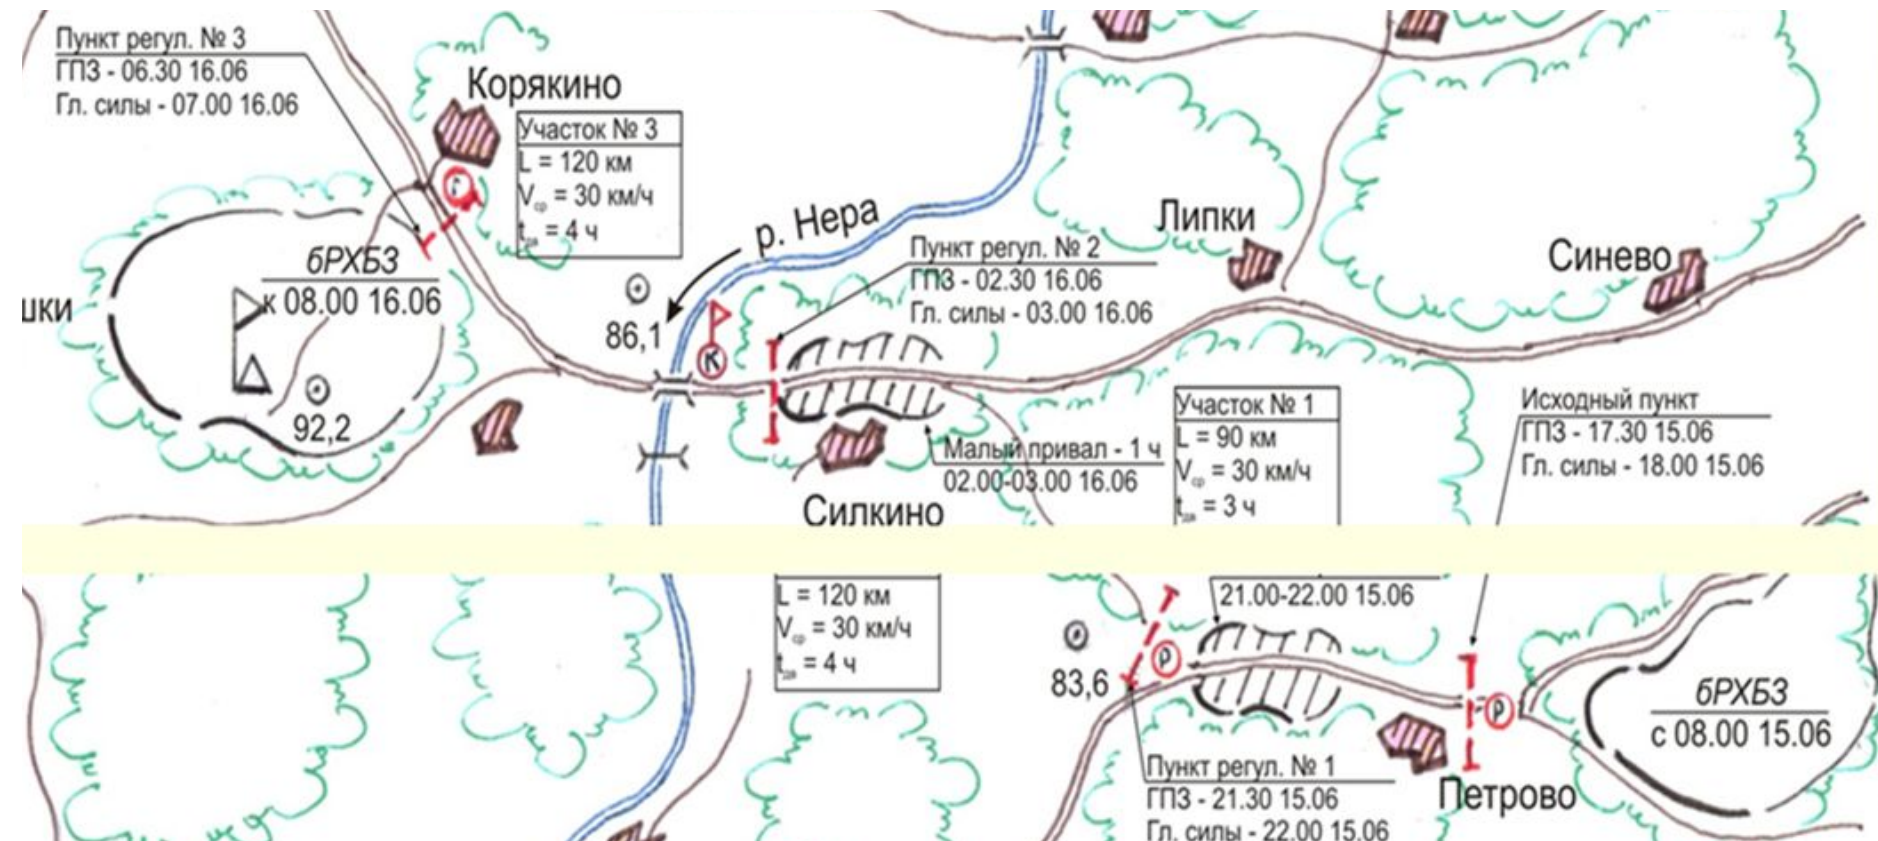 Пункт регул. № 3
ГПЗ - 06.30 16.06
Гл. силы - 07.00 16.06
Корякино
Участок № 3
L = 120 км
Vср = 30 км/ч
tдв = 4 ч
Г
бРХБЗ
к 08.00 16.06
шки
92,2
86,1
р. Нера
К
Пункт регул. № 2
ГПЗ - 02.30 16.06
Гл. силы - 03.00 16.06
Липки
Синево
Малый привал - 1 ч
02.00-03.00 16.06
Силкино
Участок № 1
L = 90 км
Vср = 30 км/ч
tдв = 3 ч
Исходный пункт
ГПЗ - 17.30 15.06
Гл. силы - 18.00 15.06
L = 120 км
Vср = 30 км/ч
tдв = 4 ч
21.00-22.00 15.06
83,6
Р
Р
Пункт регул. № 1
ГПЗ - 21.30 15.06
Гл. силы - 22.00 15.06
Петрово
бРХБЗ
с 08.00 15.06